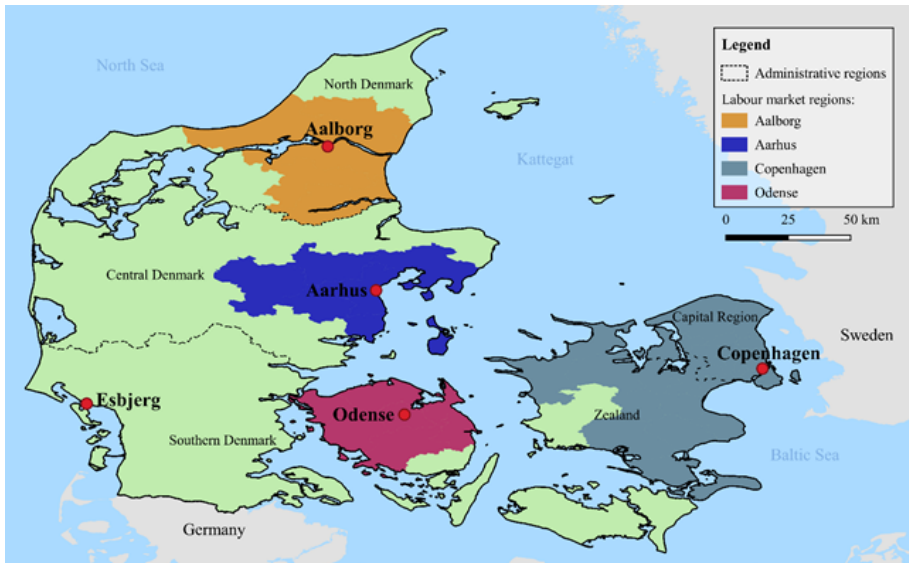 North Sea
North Denmark
Aalborg
Kattegat
Central Denmark
Aarhus
Capital Region
Sweden
Copenhagen
Esbjerg
Odense
Zealand
Southern Denmark
Baltic Sea
Germany
Legend
Administrative regions
Labour market regions:
Aalborg
Aarhus
Copenhagen
Odense
0 25 50 km